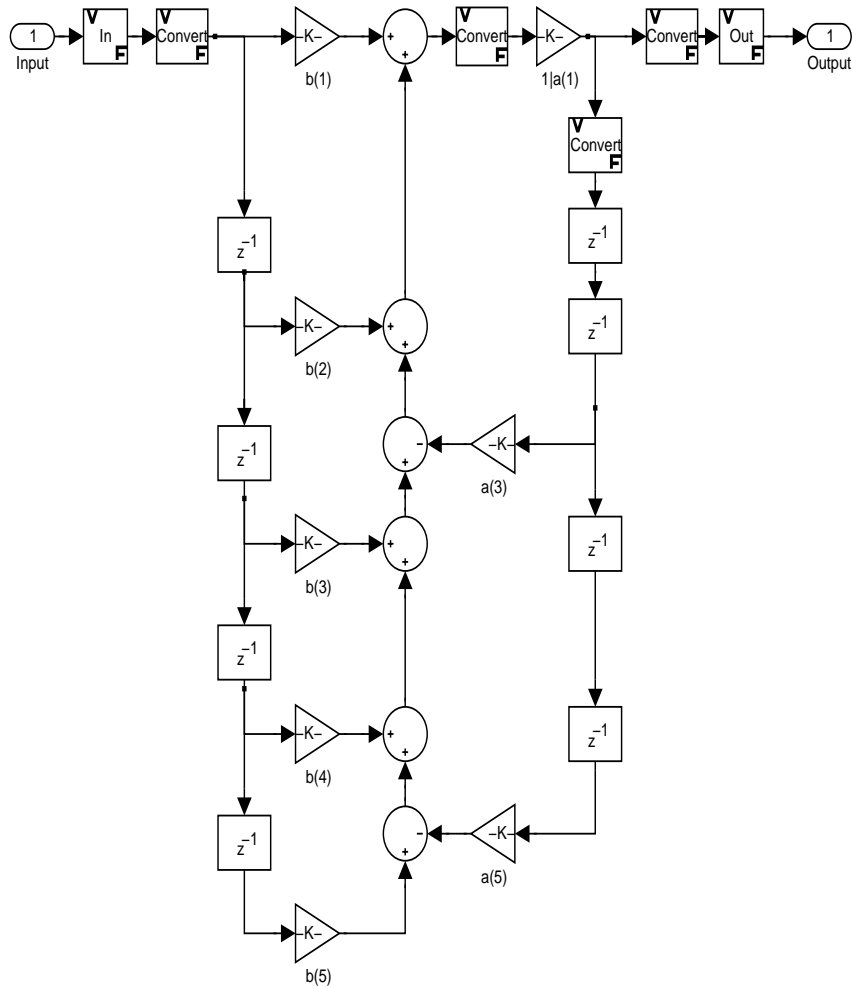 V
V
V
V
V
1
In
Convert
–K–
+
+
Convert
–K–
Convert
Out
1
F
F
F
F
F
Input
b(1)
1|a(1)
Output
V
Convert
F
z–1
z–1
z–1
–K–
+
+
b(2)
z–1
–
+
–K–
a(3)
–K–
+
+
z–1
b(3)
z–1
–K–
+
+
z–1
b(4)
z–1
–
+
–K–
a(5)
–K–
b(5)